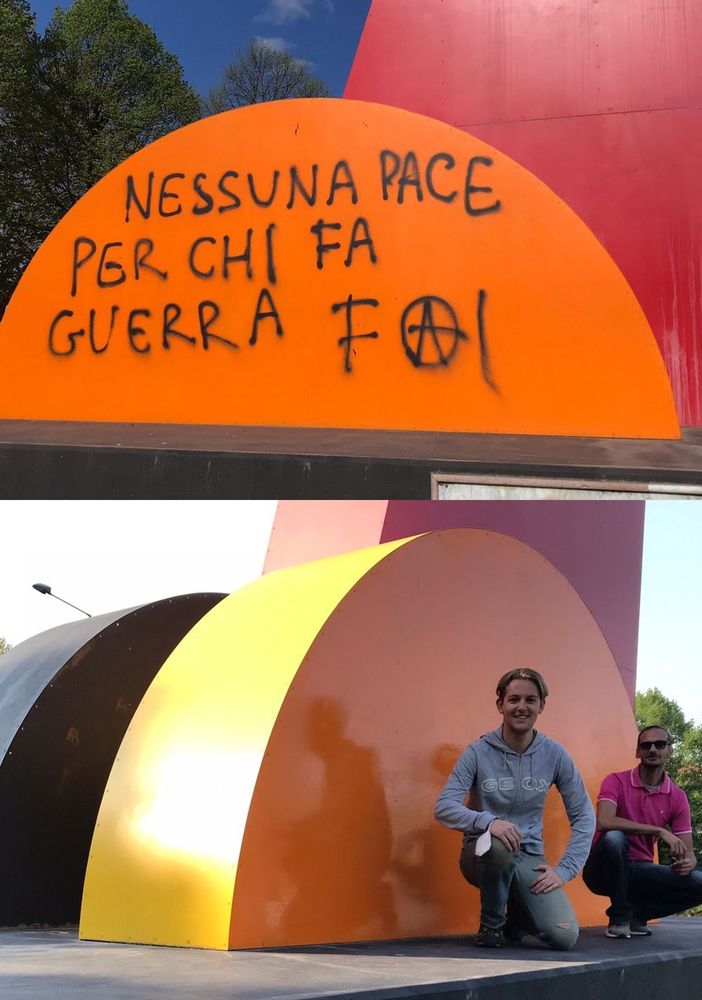 NESSUNA PACE
PER CHI FA
GUERRA FAI
GEOX